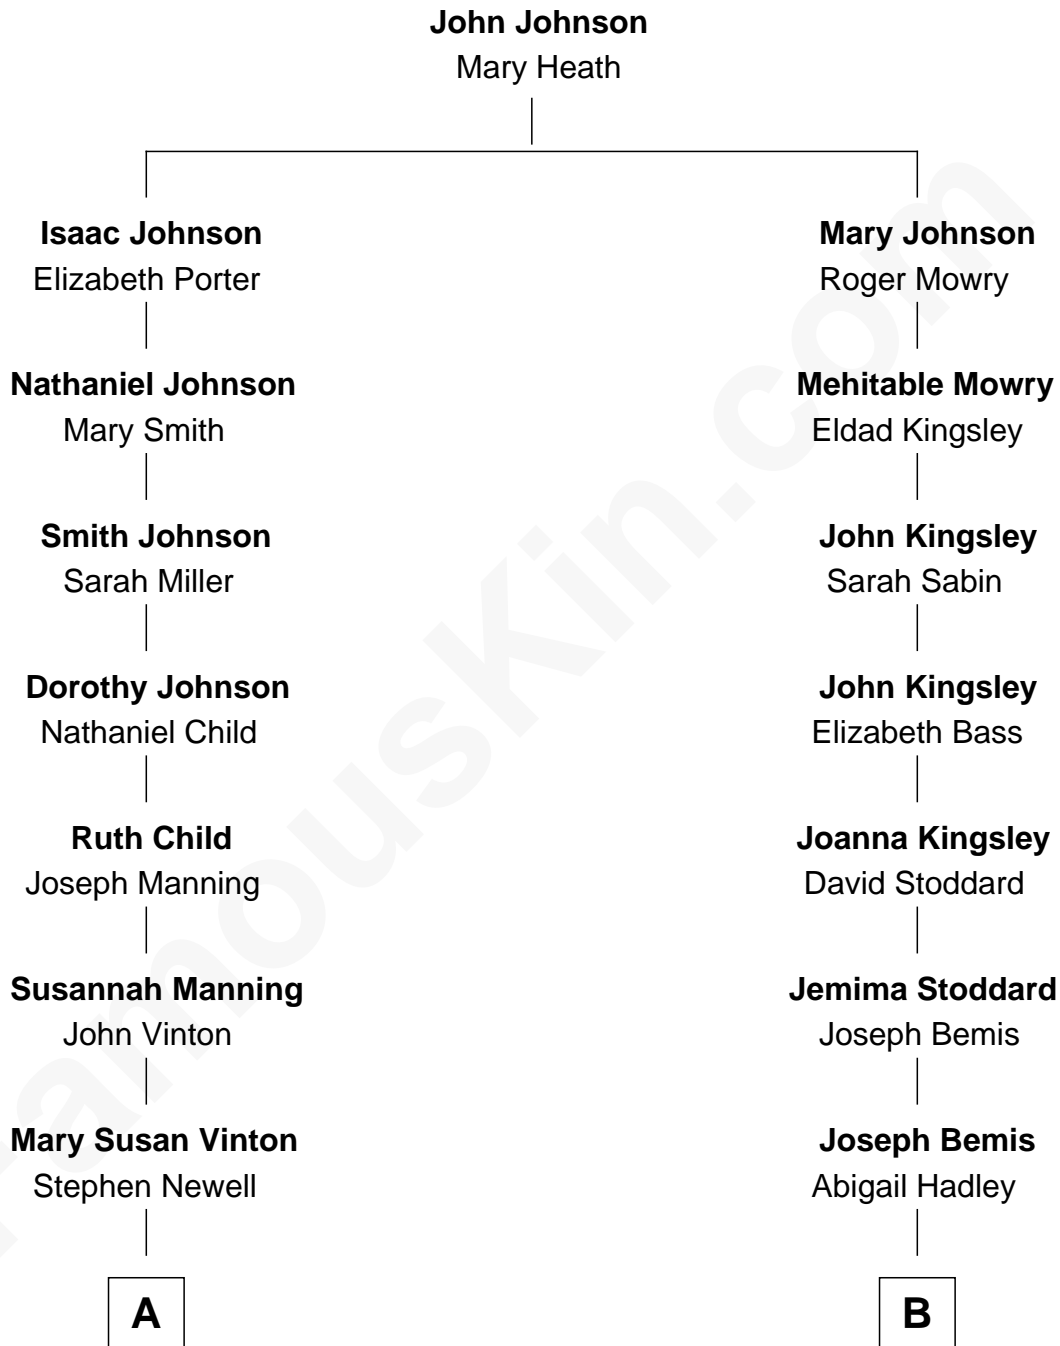 John Johnson
Mary Heath
Isaac Johnson
Elizabeth Porter
Mary Johnson
Roger Mowry
Nathaniel Johnson
Mary Smith
Mehitable Mowry
Eldad Kingsley
Smith Johnson
Sarah Miller
John Kingsley
Sarah Sabin
Dorothy Johnson
Nathaniel Child
John Kingsley
Elizabeth Bass
Ruth Child
Joseph Manning
Joanna Kingsley
David Stoddard
Susannah Manning
John Vinton
Jemima Stoddard
Joseph Bemis
Mary Susan Vinton
Stephen Newell
Joseph Bemis
Abigail Hadley
A
B
FamousKin.com